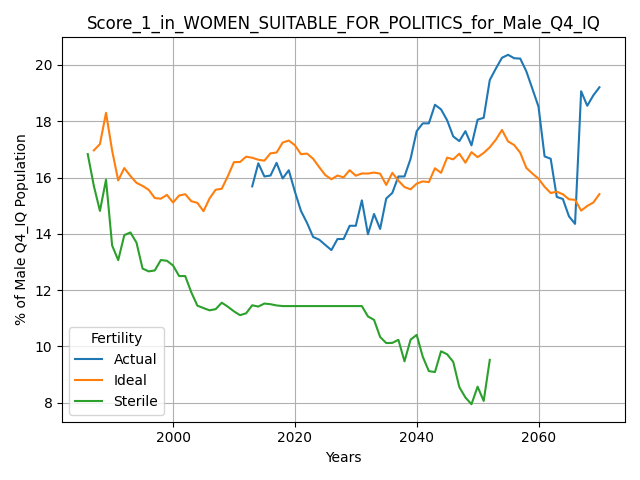 Score_1_in_WOMEN_SUITABLE_FOR_POLITICS_for_Male_Q4_IQ
% of Male Q4_IQ Population
20
18
16
14
12
10
8
Fertility
Actual
Ideal
Sterile
2000 2020 2040 2060
Years